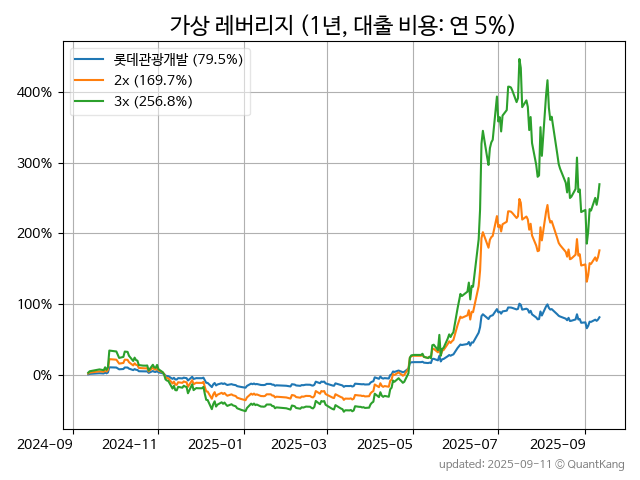 가상 레버리지 (1년, 대출 비용: 연 5%)
롯데관광개발 (79.5%)
2x (169.7%)
3x (256.8%)
400%
300%
200%
100%
0%
2024-09 2024-11 2025-01 2025-03 2025-05 2025-07 2025-09
updated: 2025-09-11 © QuantKang